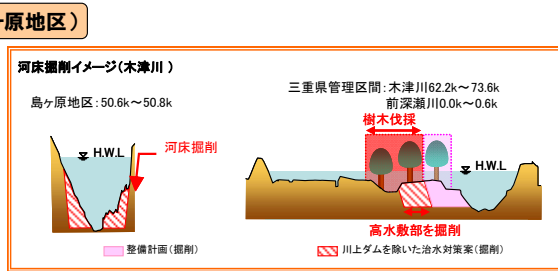 原地区)
河床掘削イメージ(木津川)
島ヶ原地区:50.6k～50.8k
三重県管理区間:木津川62.2k～73.6k
前深瀬川0.0k～0.6k
樹木伐採
H.W.L
河床掘削
H.W.L
高水敷部を掘削
整備計画(掘削)
川上ダムを除いた治水対策案(掘削)